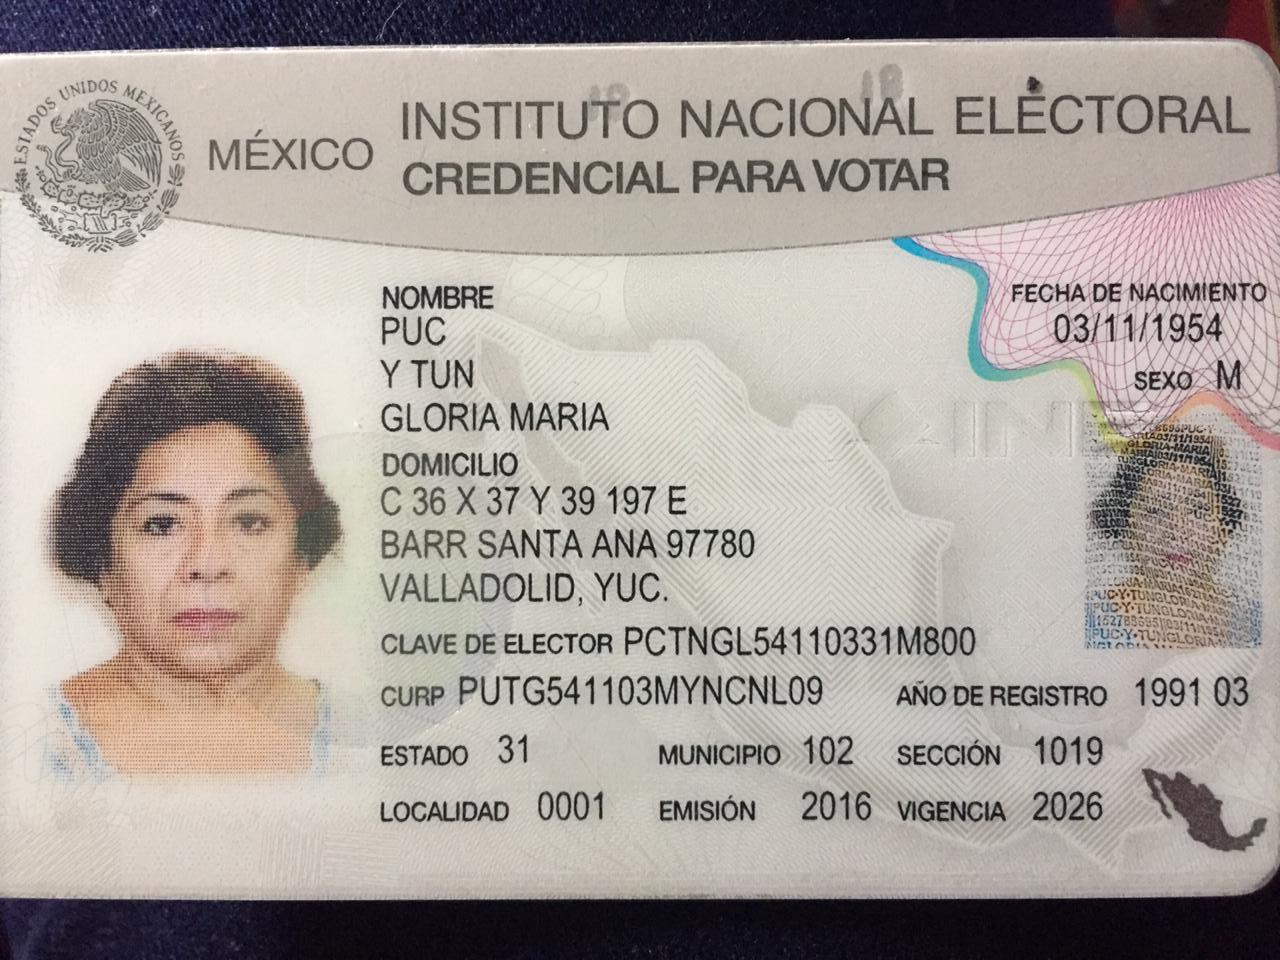 ESTADOS UNIDOS MEXICANOS
MÉXICO
INSTITUTO NACIONAL ELECTORAL
CREDENCIAL PARA VOTAR
NOMBRE
PUC
Y TUN
GLORIA MARIA
FECHA DE NACIMIENTO
03/11/1954
SEXO M
DOMICILIO
C 36 X 37 Y 39 197 E
BARR SANTA ANA 97780
VALLADOLID, YUC.
CLAVE DE ELECTOR PCTNGL54110331M800
CURP PUTG541103MYNCNL09 AÑO DE REGISTRO 1991 03
ESTADO 31 MUNICIPIO 102 SECCIÓN 1019
LOCALIDAD 0001 EMISIÓN 2016 VIGENCIA 2026